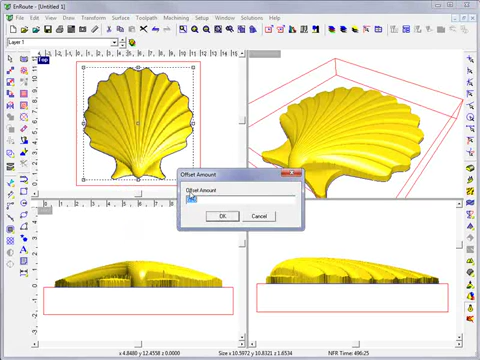 EnRoute - [Untitled 1]
File Edit View Draw Transform Surface Toolpath Machining Setup Window Help
Layer 1
Top
Offset Amount
Offset Amount
OK Cancel
x 4.8480 y 12.4558 z 0.0000 Size x 10.5972 y 10.8321 z 1.6534 NFR Time: 496:25